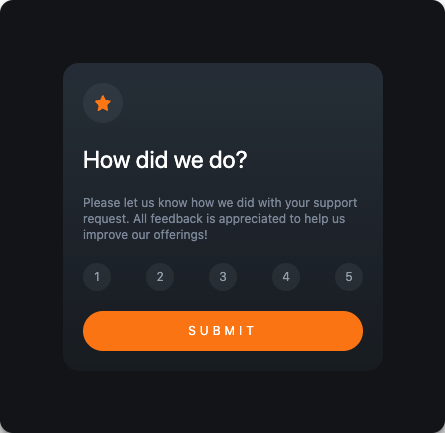 How did we do?
Please let us know how we did with your support
request. All feedback is appreciated to help us
improve our offerings!
1 2 3 4 5
SUBMIT